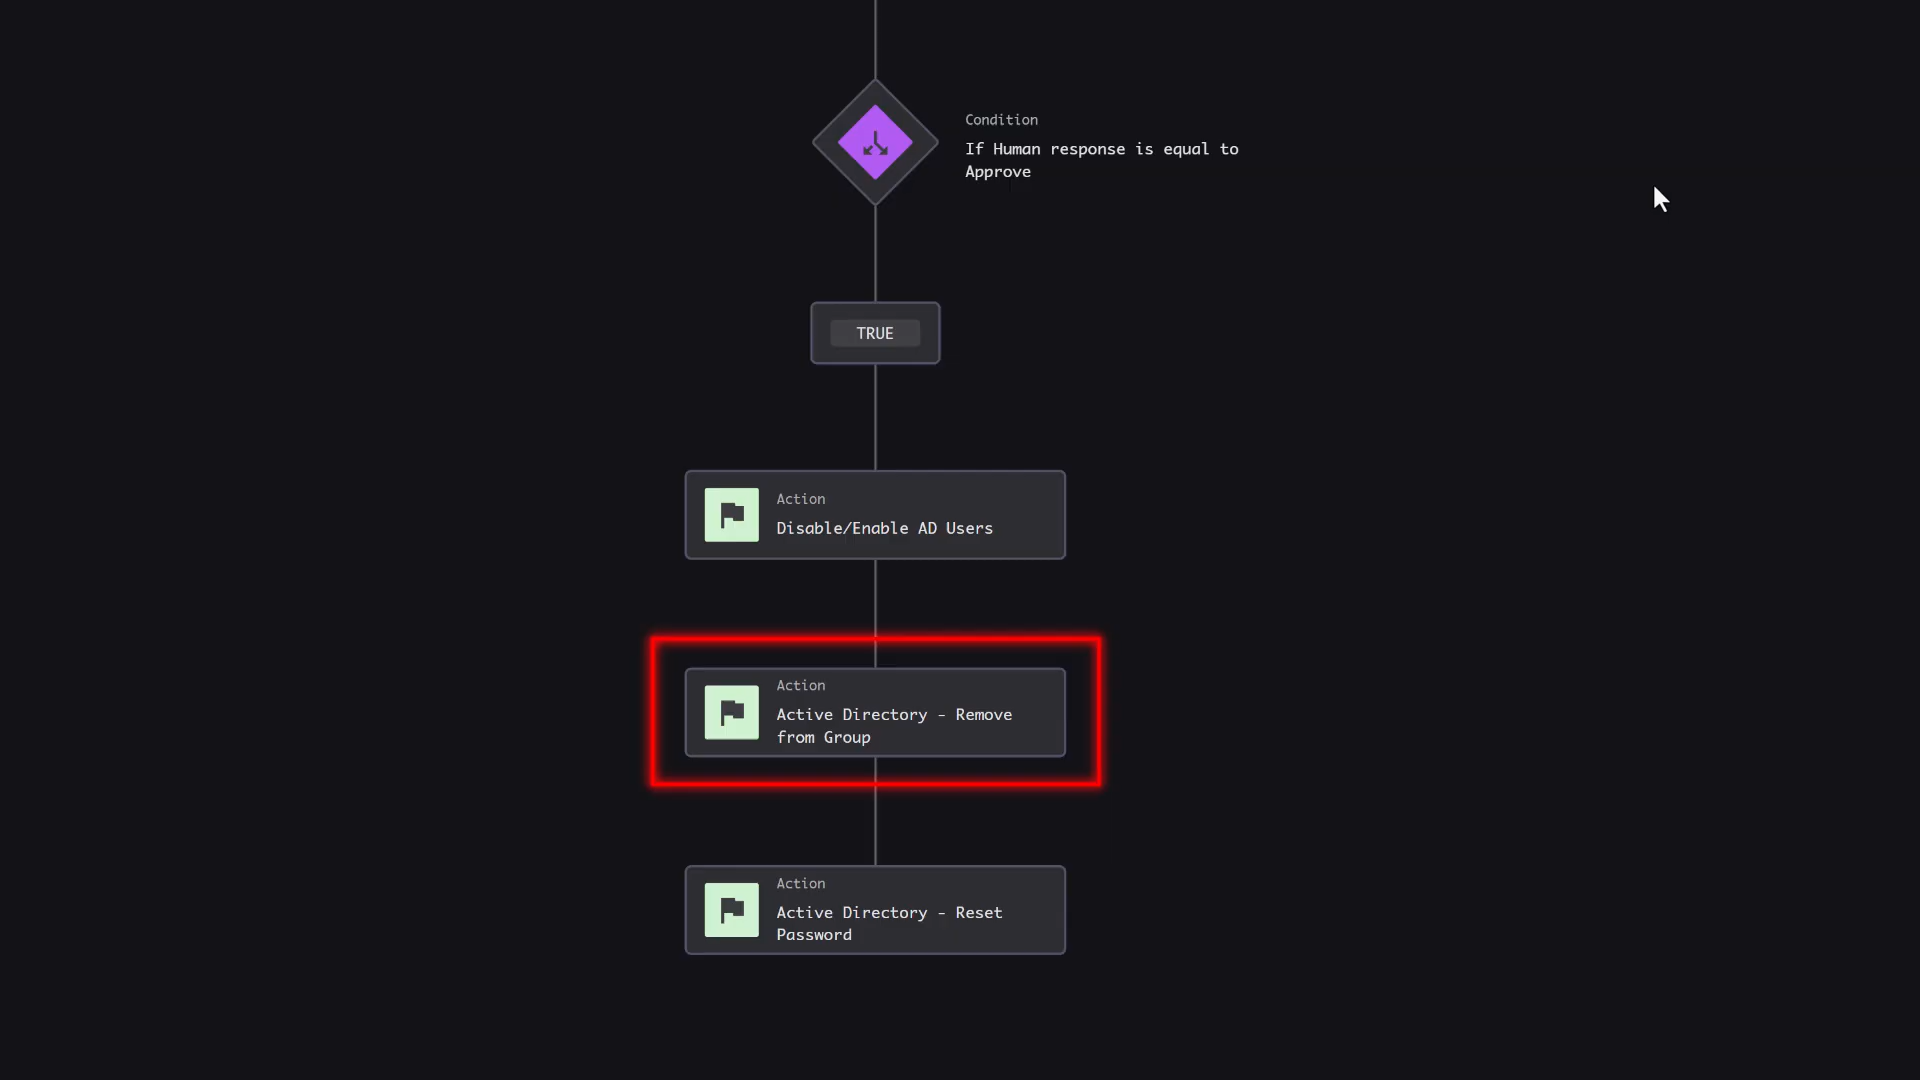 Condition
If Human response is equal to
Approve
TRUE
Action
Disable/Enable AD Users
Action
Active Directory - Remove
from Group
Action
Active Directory - Reset
Password